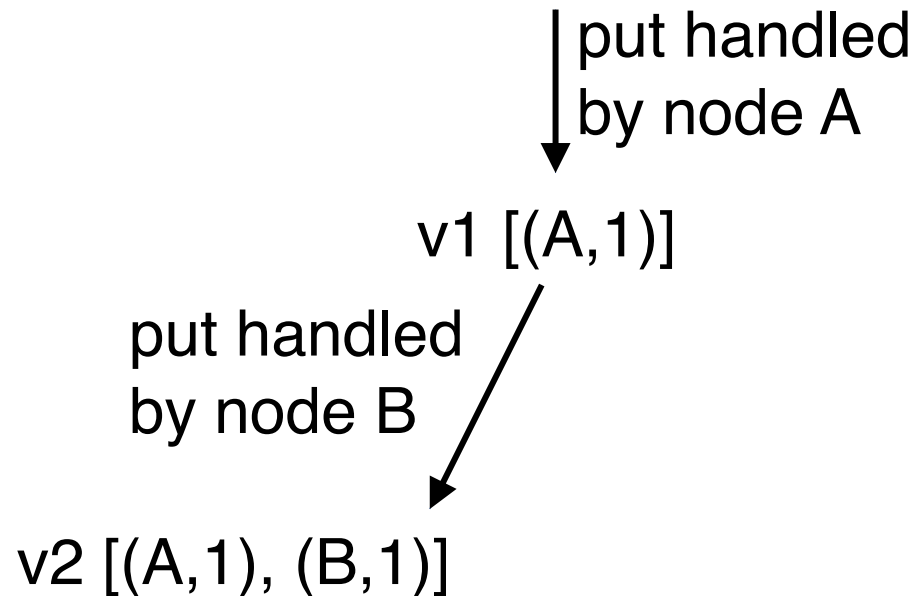 put handled
by node A
v1 [(A,1)]
put handled
by node B
v2 [(A,1), (B,1)]